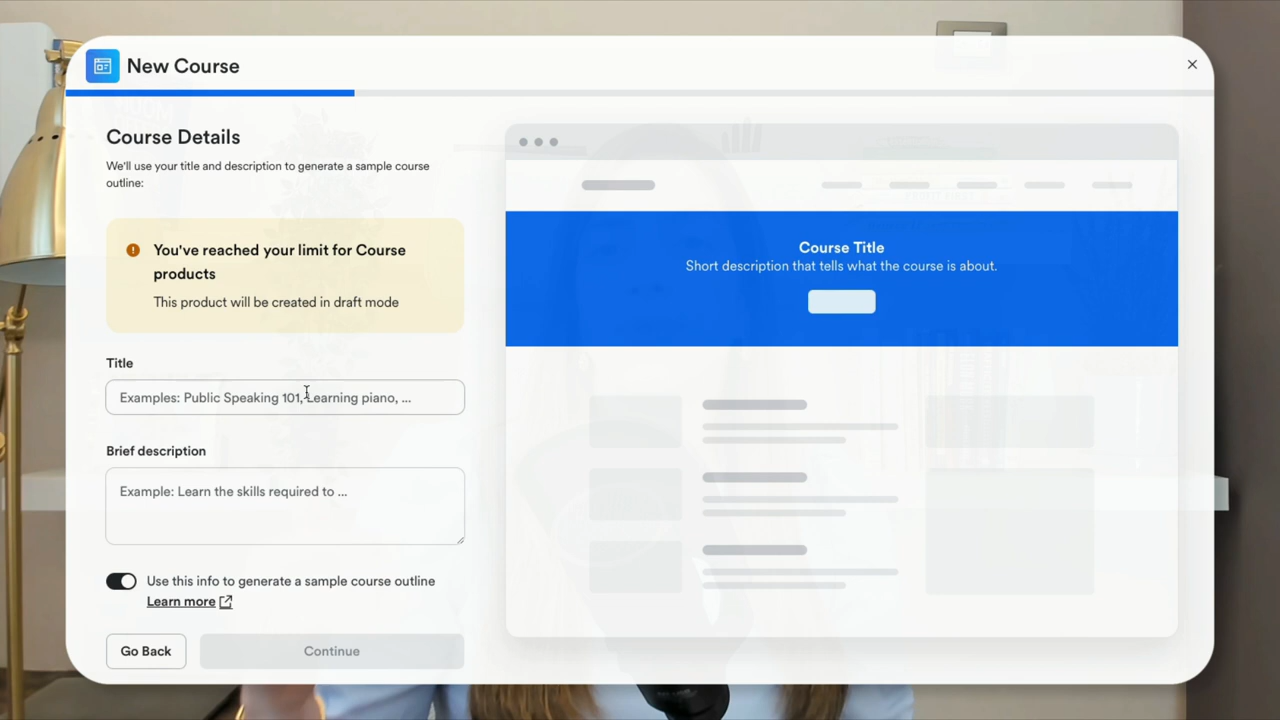 New Course
Course Details
We'll use your title and description to generate a sample course
outline:
You've reached your limit for Course
products
This product will be created in draft mode
Title
Examples: Public Speaking 101, Learning piano, ...
Brief description
Example: Learn the skills required to ...
Use this info to generate a sample course outline
Learn more
Go Back
Continue
Course Title
Short description that tells what the course is about.